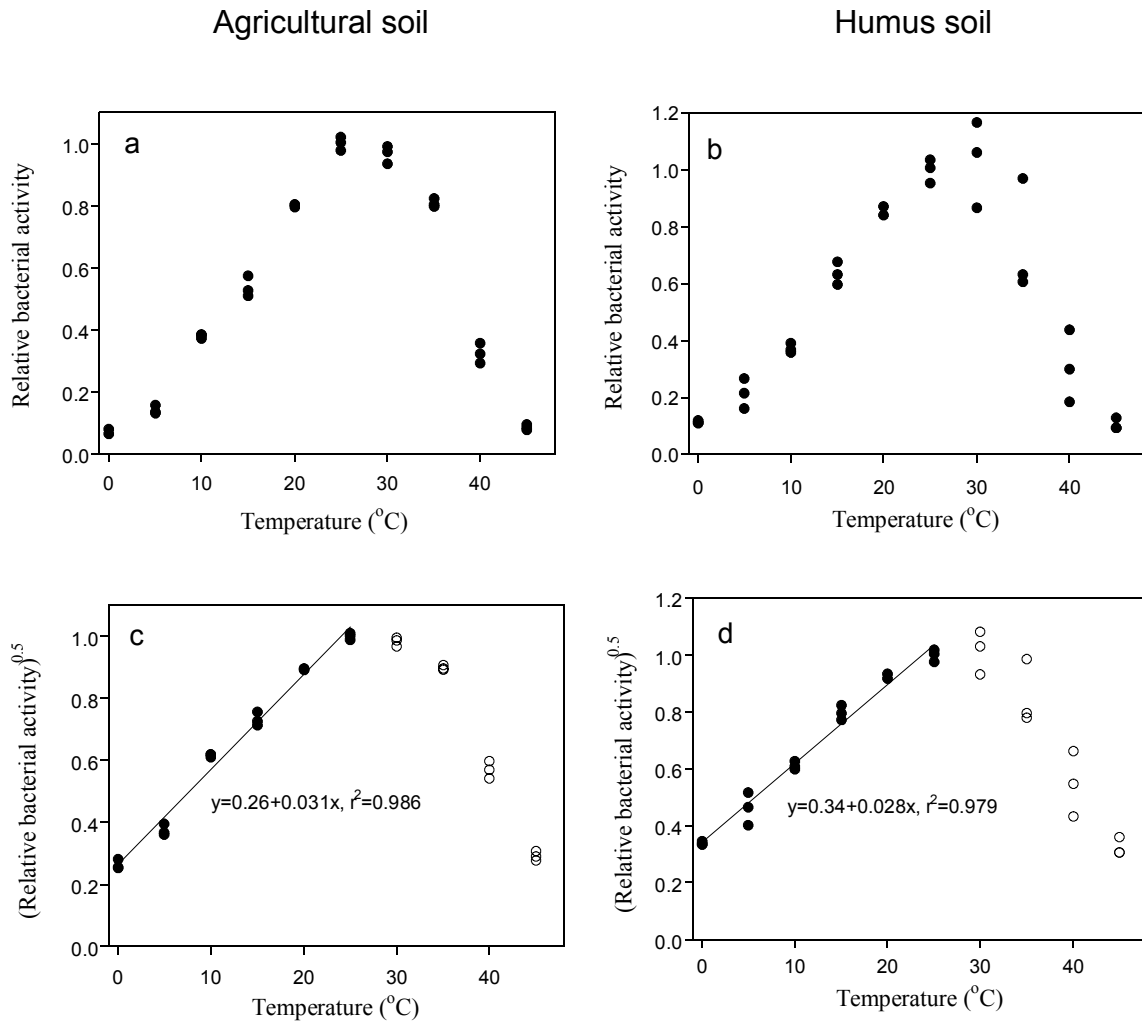 Agricultural soil
Humus soil
a
Relative bacterial activity
1.0
0.8
0.6
0.4
0.2
0.0
0 10 20 30 40
Temperature (°C)
b
Relative bacterial activity
1.2
1.0
0.8
0.6
0.4
0.2
0.0
0 10 20 30 40
Temperature (°C)
c
(Relative bacterial activity)^0.5
1.0
0.8
0.6
0.4
0.2
0.0
y=0.26+0.031x, r²=0.986
0 10 20 30 40
Temperature (°C)
d
(Relative bacterial activity)^0.5
1.2
1.0
0.8
0.6
0.4
0.2
0.0
y=0.34+0.028x, r²=0.979
0 10 20 30 40
Temperature (°C)